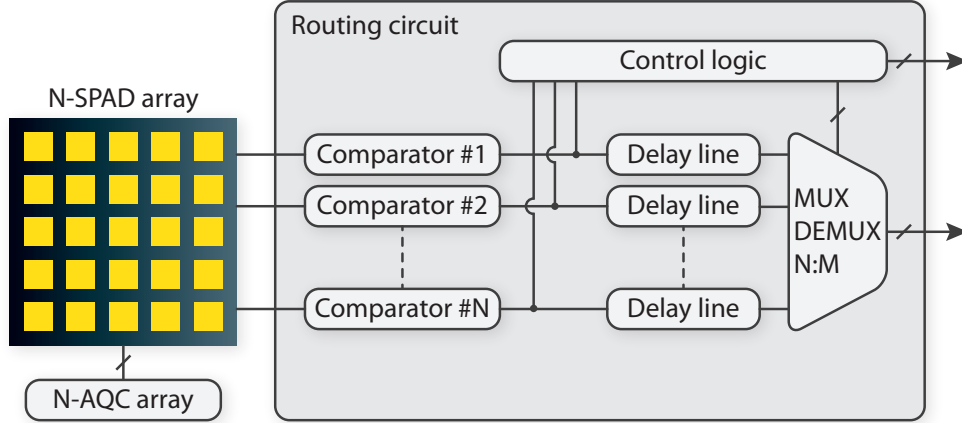 Routing circuit
Control logic
N-SPAD array
Comparator #1
Delay line
Comparator #2
Delay line
MUX
DEMUX
N:M
Comparator #N
Delay line
N-AQC array